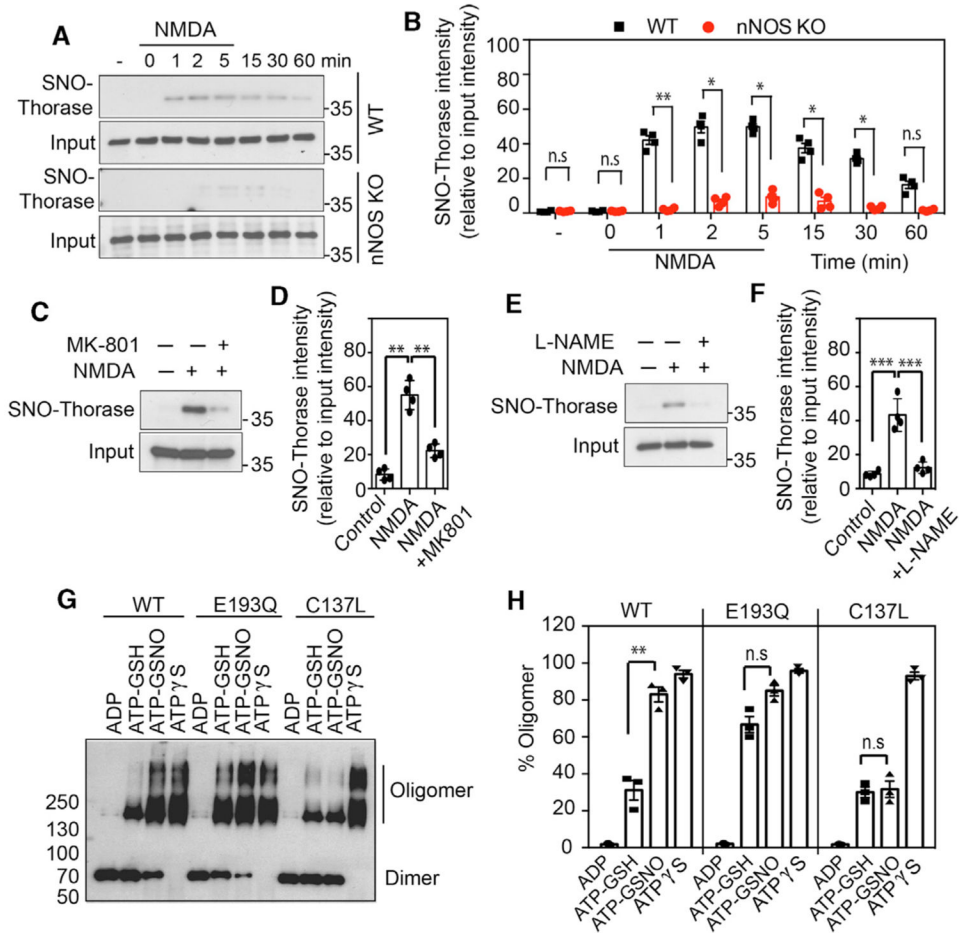 A
NMDA
- 0 1 2 5 15 30 60 min
SNO-
Thorase
-35
Input
-35
WT
SNO-
Thorase
-35
Input
-35
nNOS KO
B
WT nNOS KO
SNO-Thorase intensity
(relative to input intensity)
100
80
60
40
20
0
n.s n.s ** * * * * n.s
- 0 1 2 5 15 30 60
NMDA Time (min)
C
MK-801 — — +
NMDA — + +
SNO-Thorase
-35
Input
-35
D
SNO-Thorase intensity
(relative to input intensity)
80
60
40
20
0
** **
Control
NMDA
NMDA
+MK801
E
L-NAME — — +
NMDA — + +
SNO-Thorase
-35
Input
-35
F
SNO-Thorase intensity
(relative to input intensity)
80
60
40
20
0
*** ***
Control
NMDA
NMDA
+L-NAME
G
WT E193Q C137L
ADP ATP-GSH ATP-GSNO ATPγS ADP ATP-GSH ATP-GSNO ATPγS ADP ATP-GSH ATP-GSNO ATPγS
250
130
100
70
50
Oligomer
Dimer
H
WT E193Q C137L
% Oligomer
120
100
80
60
40
20
0
** n.s n.s
ADP ATP-GSH ATP-GSNO ATPγS ADP ATP-GSH ATP-GSNO ATPγS ADP ATP-GSH ATP-GSNO ATPγS